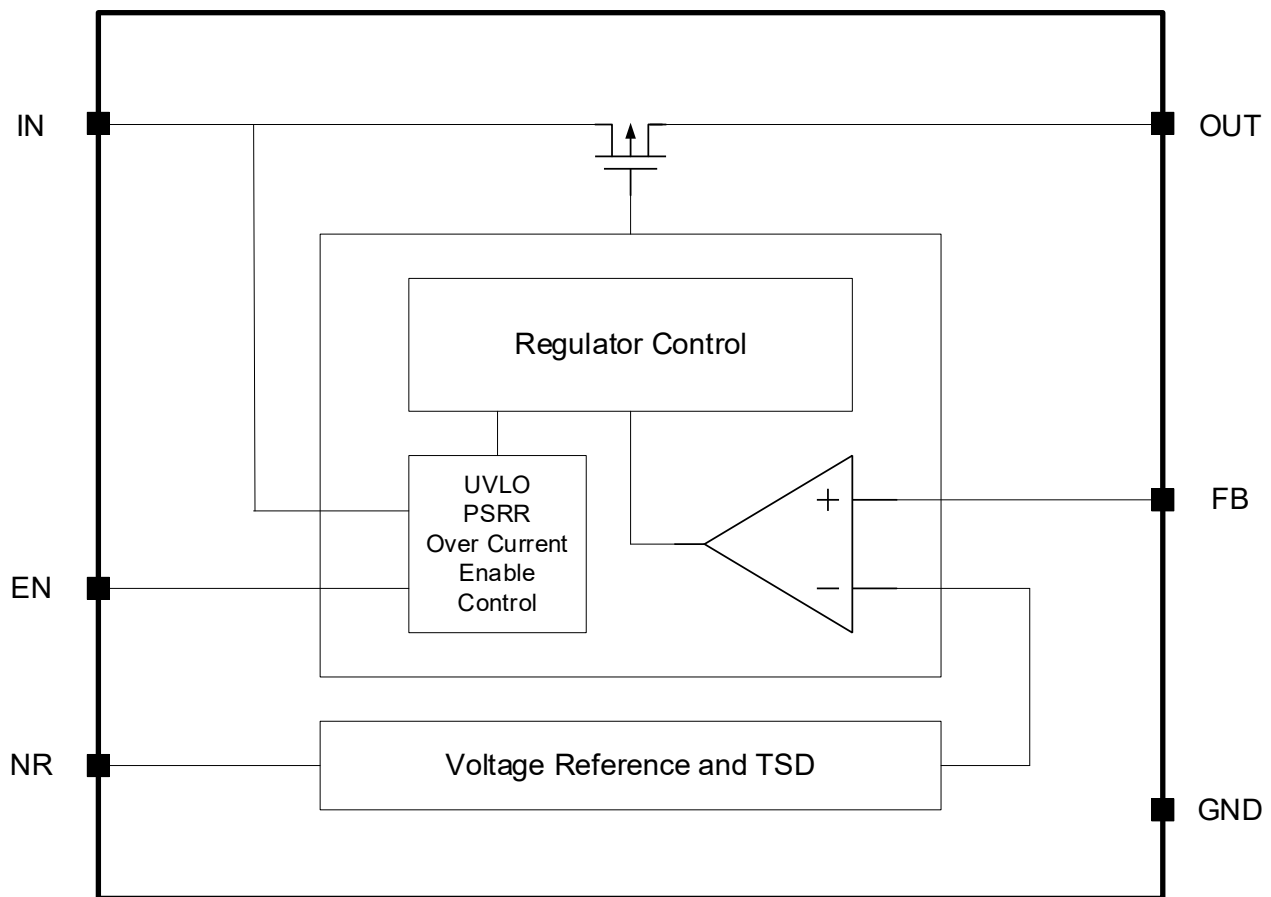 IN
OUT
Regulator Control
UVLO
PSRR
Over Current
Enable
Control
+
−
FB
EN
NR
Voltage Reference and TSD
GND